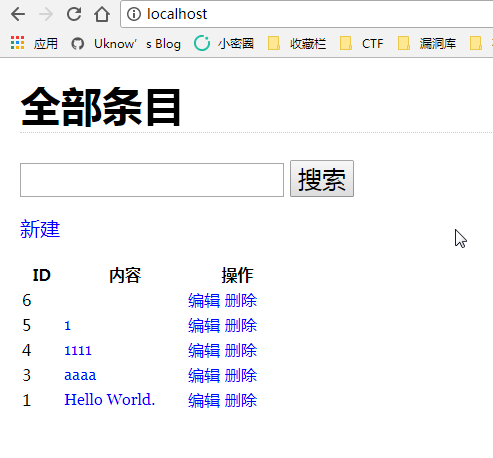 localhost
应用 Uknow's Blog 小密圈 收藏栏 CTF 漏洞库
全部条目
搜索
新建
ID 内容 操作
6 编辑 删除
5 1 编辑 删除
4 1111 编辑 删除
3 aaaa 编辑 删除
1 Hello World. 编辑 删除